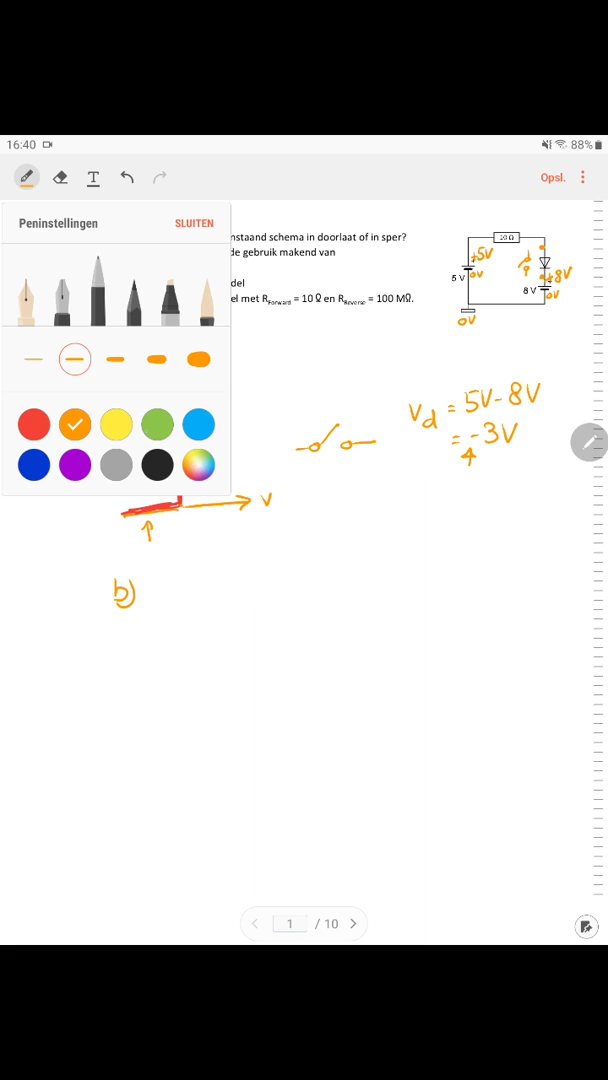 16:40 88%
T Opsl.
Peninstellingen SLUITEN
nstaand schema in doorlaat of in sper?
de gebruik makend van
del
el met RForward = 10 Ω en RReverse = 100 MΩ.
20 Ω
+5V
0V
5 V
+8V
8 V
0V
0V
Vd = 5V - 8V
= -3V
V
b)
1 / 10